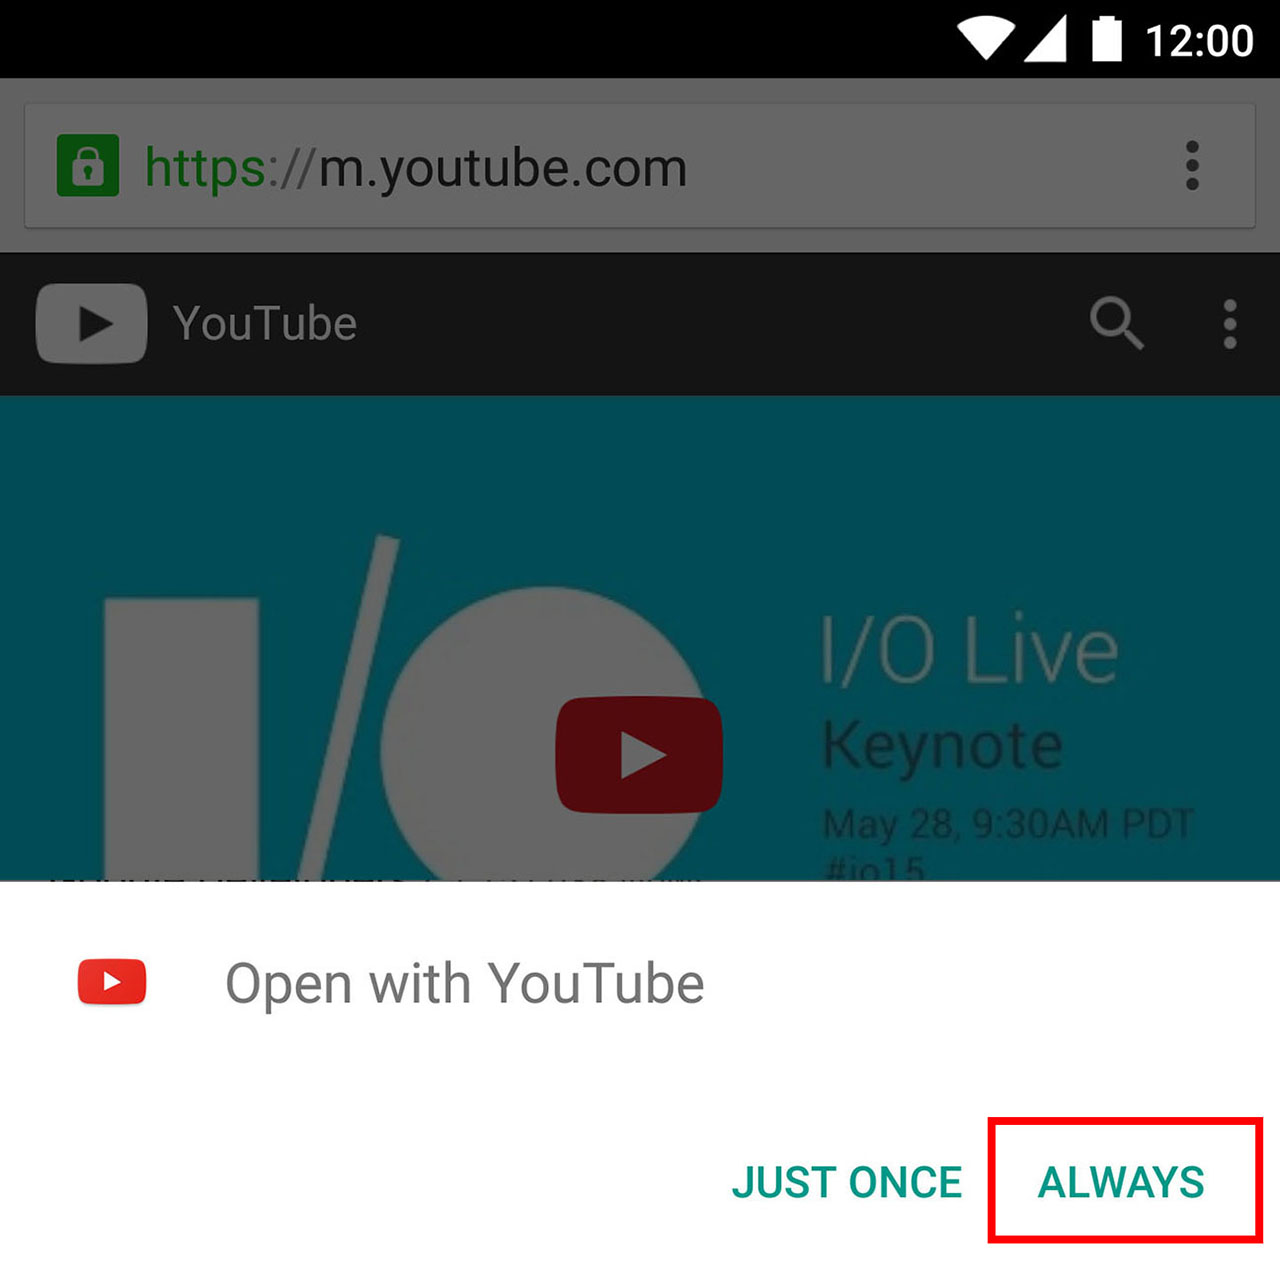 12:00
https://m.youtube.com
YouTube
I/O
I/O Live
Keynote
May 28, 9:30AM PDT
#io15
Open with YouTube
JUST ONCE ALWAYS